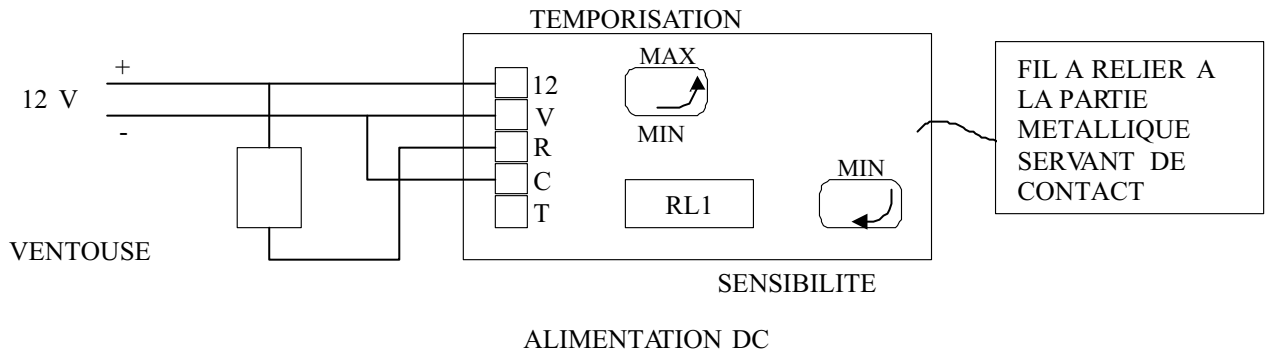 TEMPORISATION
+
12 V
-
12
V
R
C
T
MAX
MIN
RL1
MIN
FIL A RELIER A
LA PARTIE
METALLIQUE
SERVANT DE
CONTACT
VENTOUSE
SENSIBILITE
ALIMENTATION DC